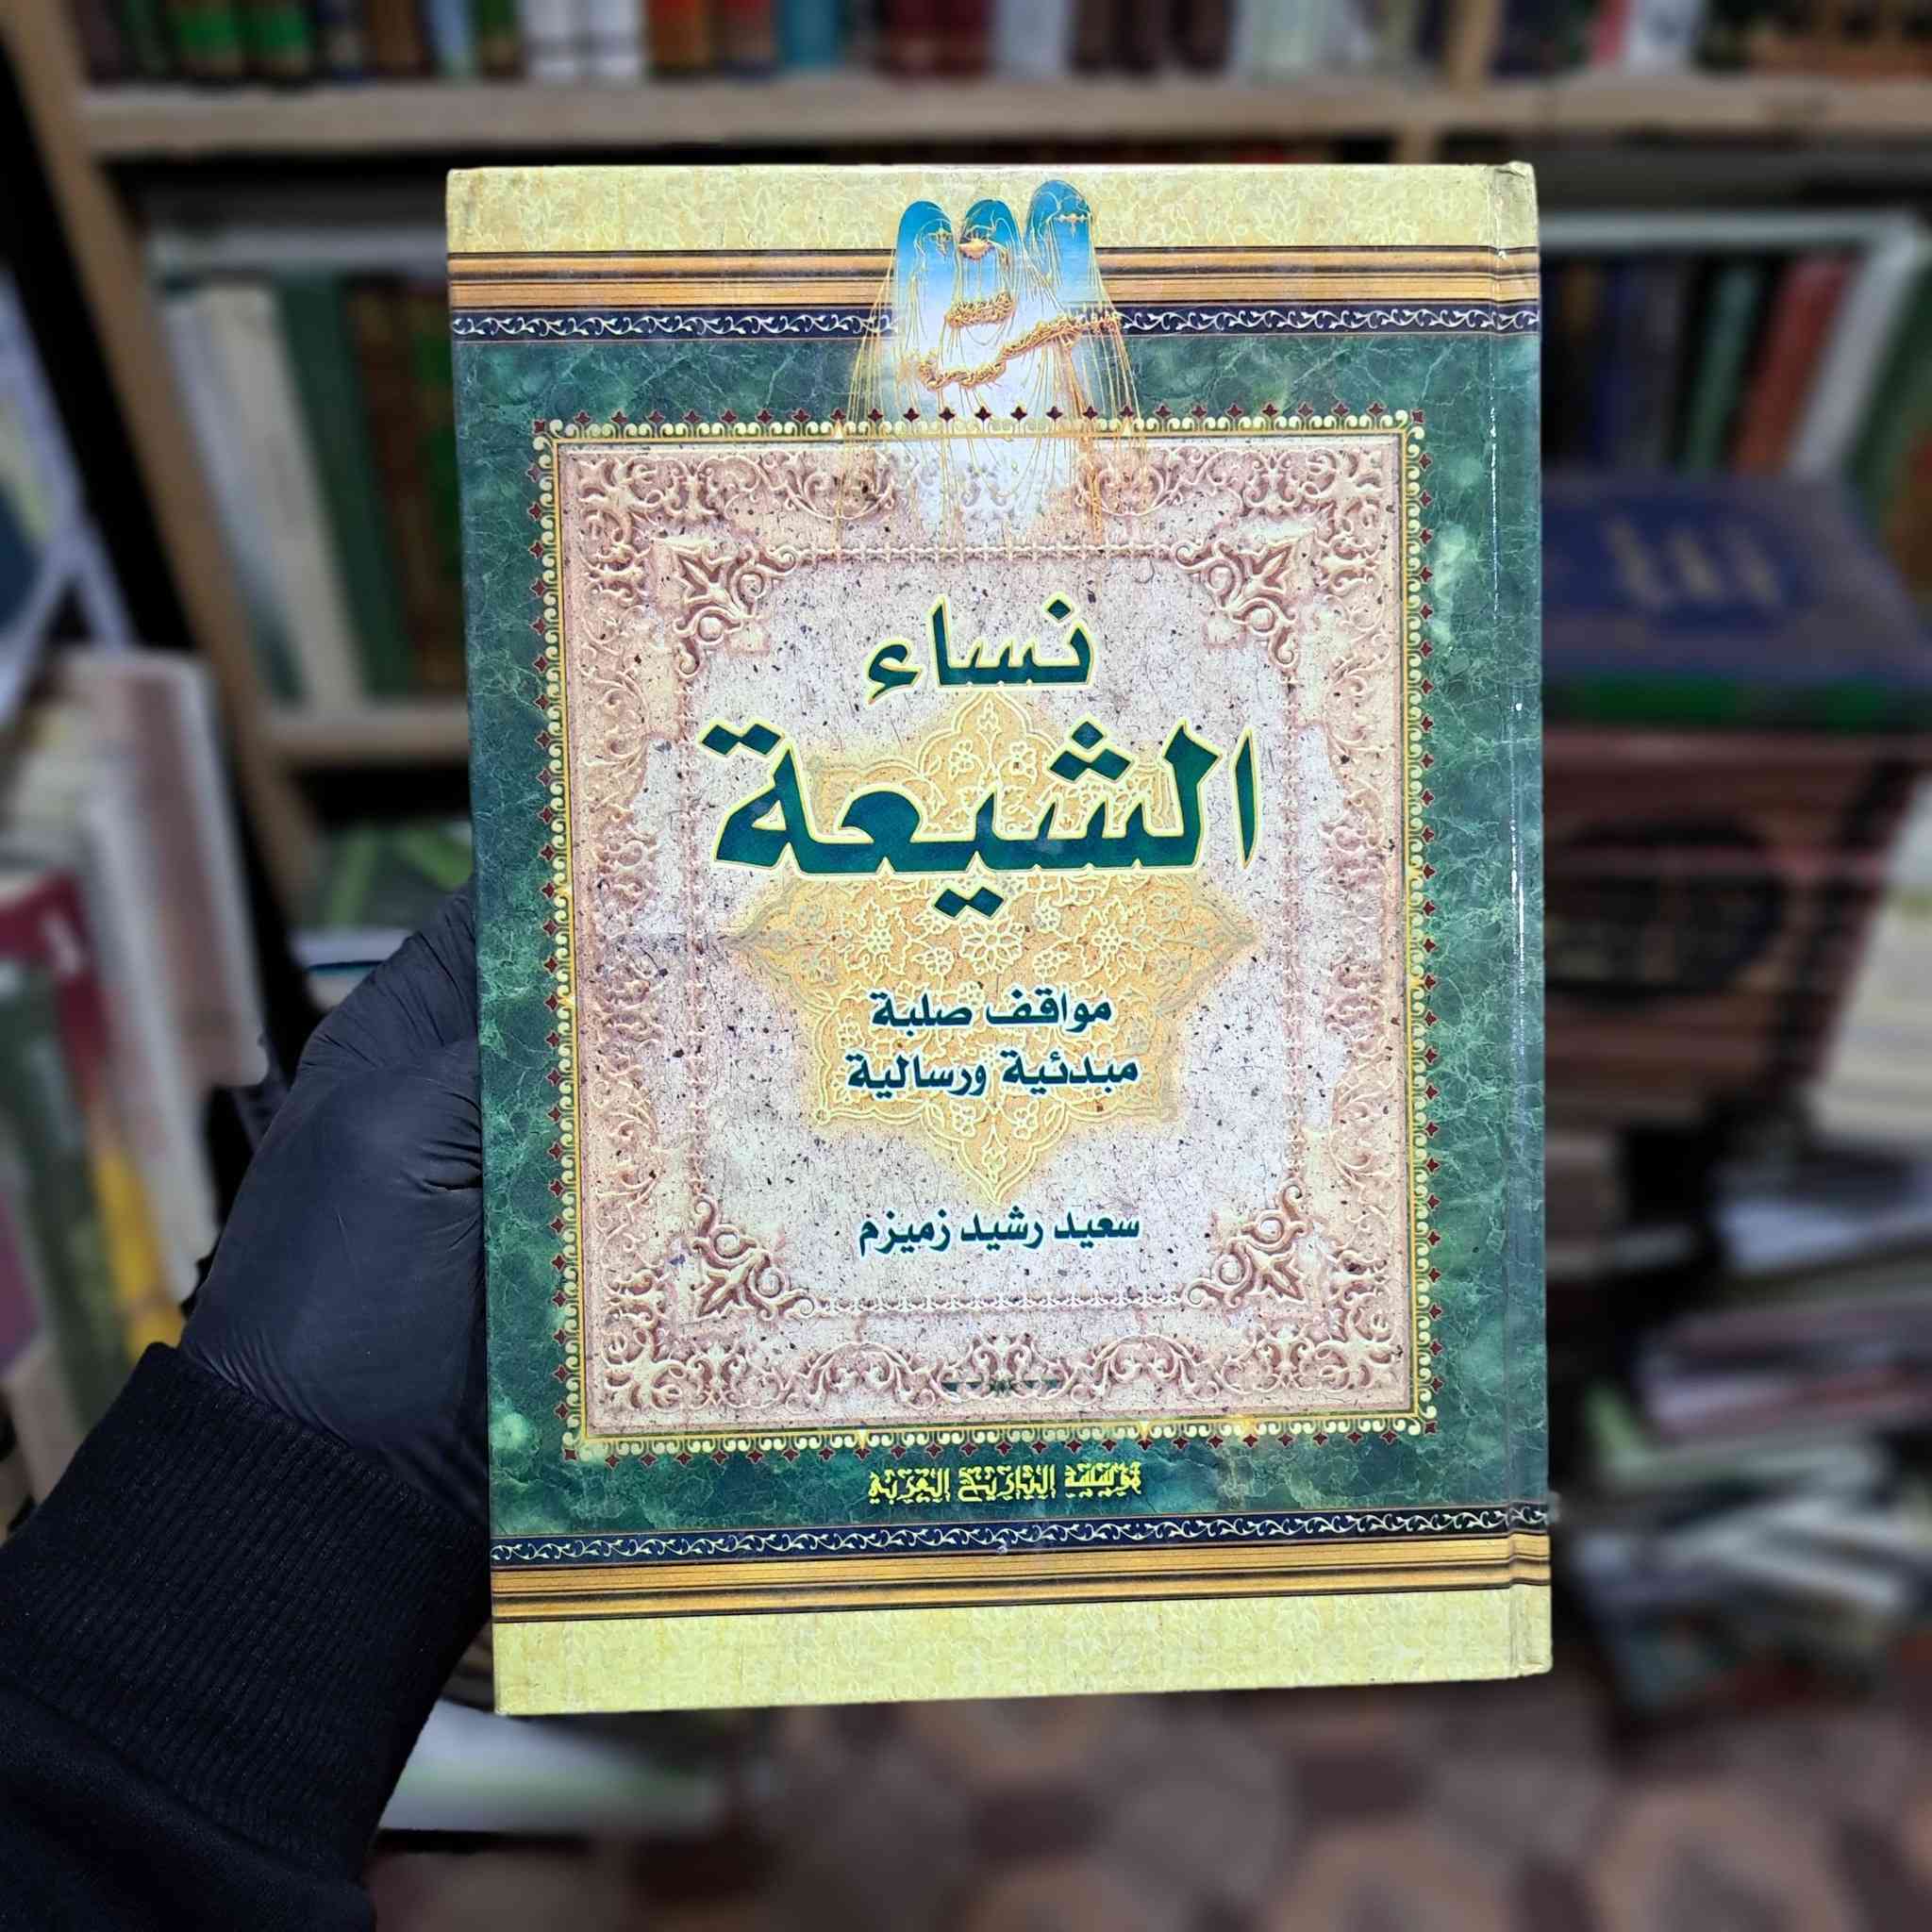 نساء
الشيعة
مواقف صلبة
مبدئية ورسالية
سعيد رشيد زميزم
مؤسسة التاريخ العربي